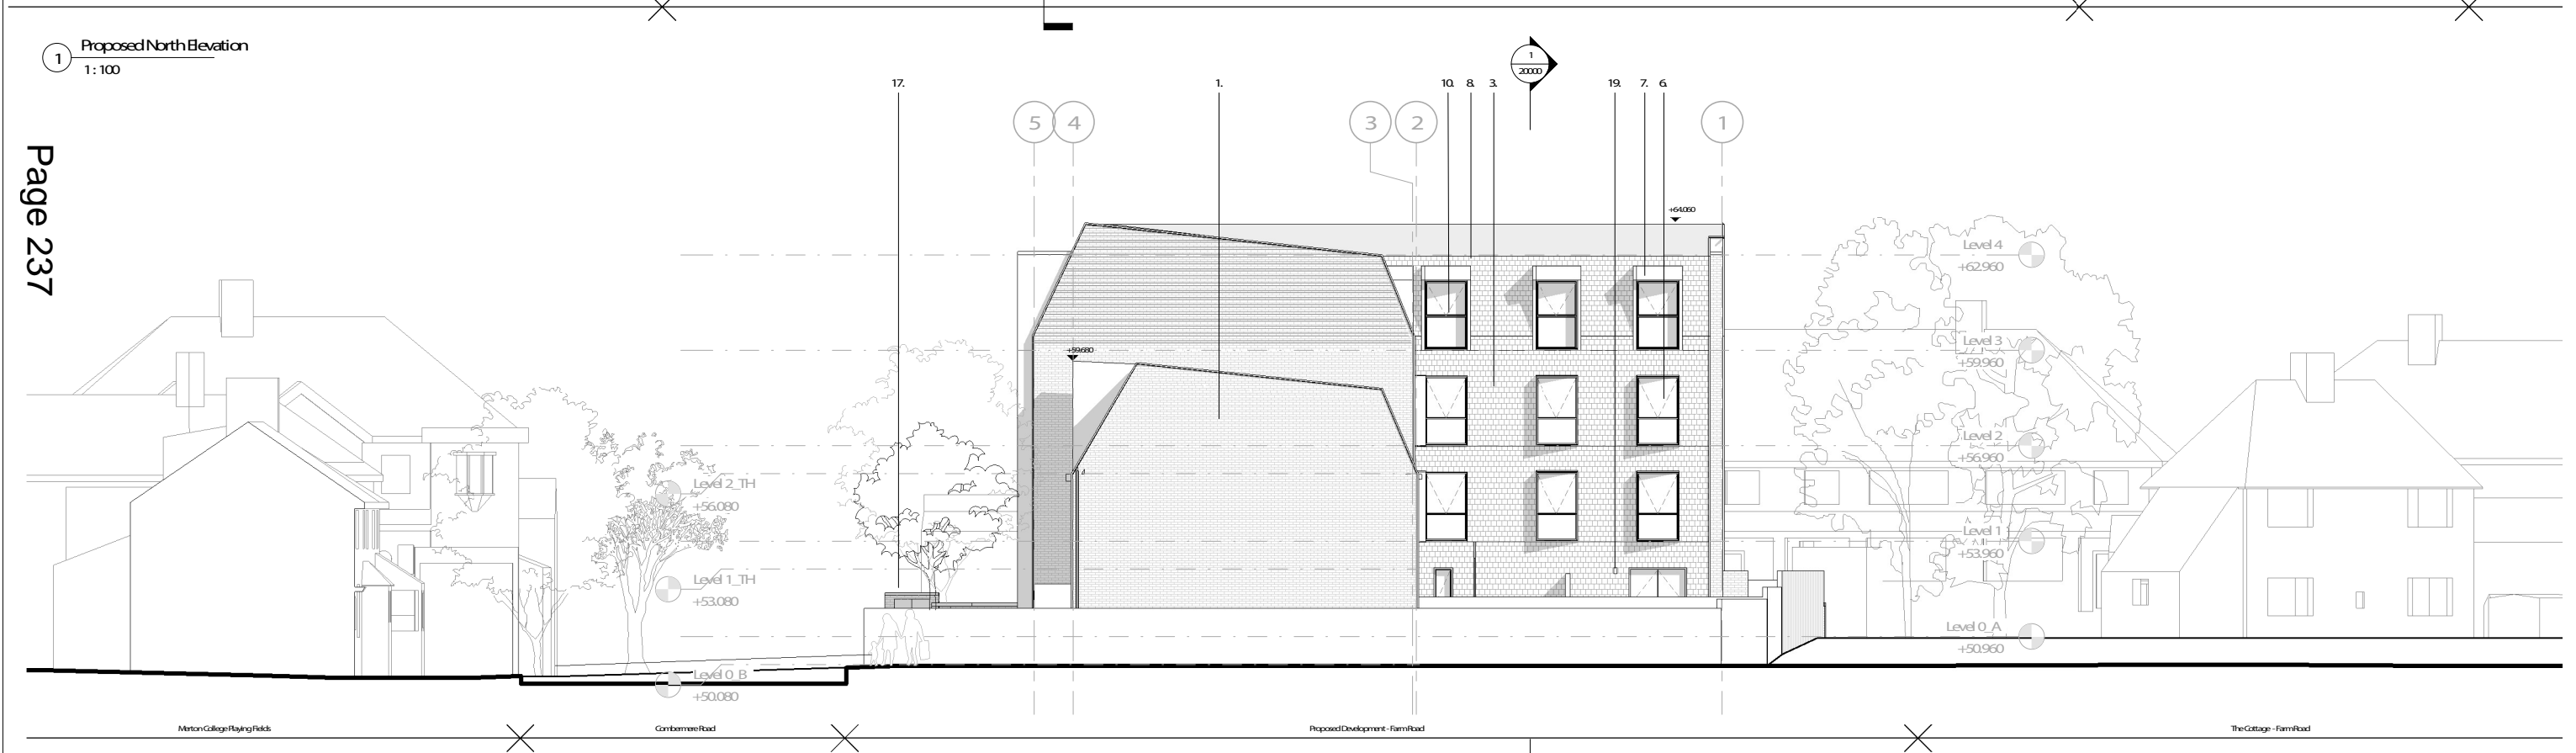 1
Proposed North Elevation
1 : 100
Page 237
17.
1.
10.
8.
3.
1
20000
19.
7.
6.
5
4
3
2
1
+64.060
+59.680
Level 4
+62.960
Level 3
+59.960
Level 2
+56.960
Level 1
+53.960
Level 0_A
+50.960
Level 2_TH
+56.080
Level 1_TH
+53.080
Level 0_B
+50.080
Merton College Playing Fields
Combermere Road
Proposed Development - Farm Road
The Cottage - Farm Road